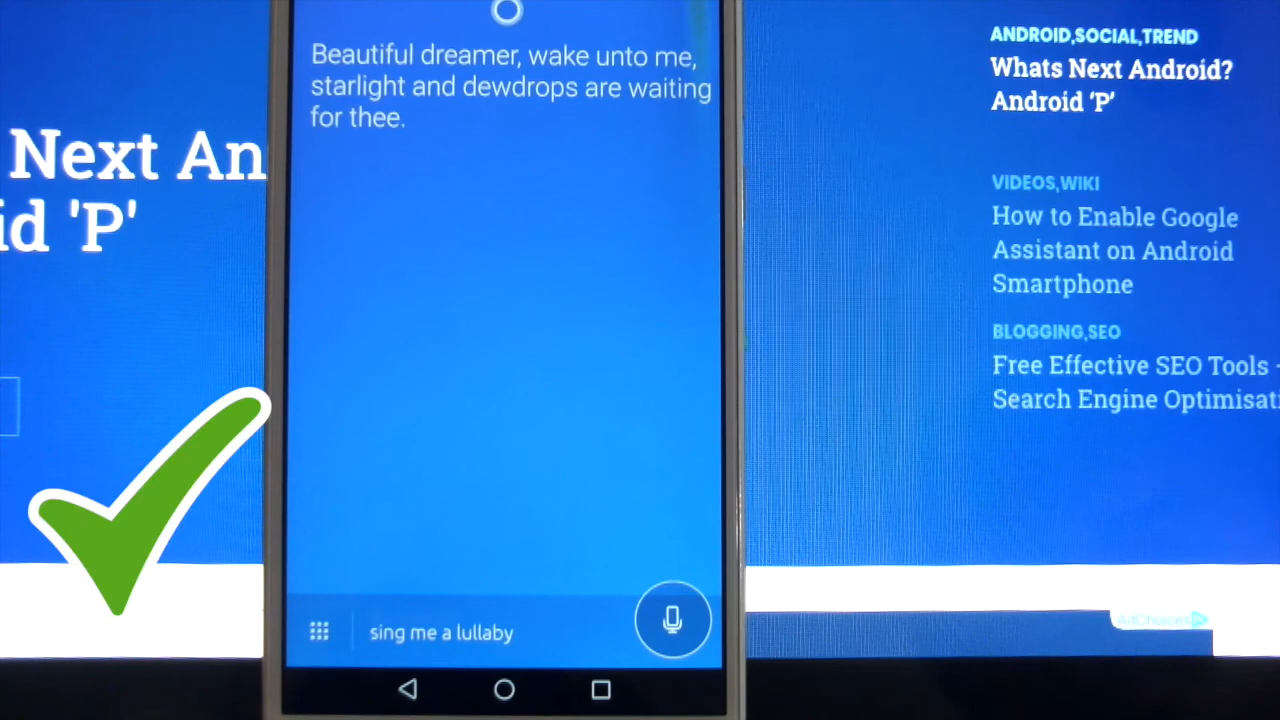 Next An
id 'P'
Beautiful dreamer, wake unto me,
starlight and dewdrops are waiting
for thee.
sing me a lullaby
ANDROID,SOCIAL,TREND
Whats Next Android?
Android ‘P’
VIDEOS,WIKI
How to Enable Google
Assistant on Android
Smartphone
BLOGGING,SEO
Free Effective SEO Tools -
Search Engine Optimisati
AdChoices